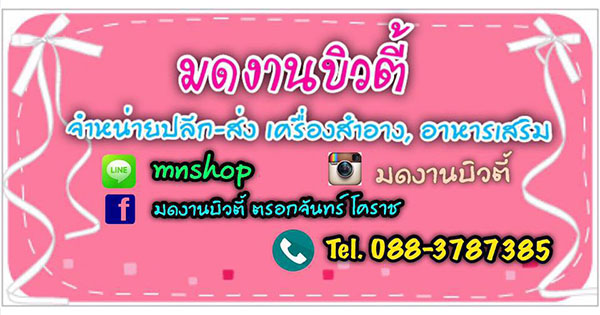 มดงานบิวตี้
จำหน่ายปลีก-ส่ง เครื่องสำอาง, อาหารเสริม
LINE mnshop
มดงานบิวตี้
f มดงานบิวตี้ ตรอกจันทร์ โคราช
Tel. 088-3787385